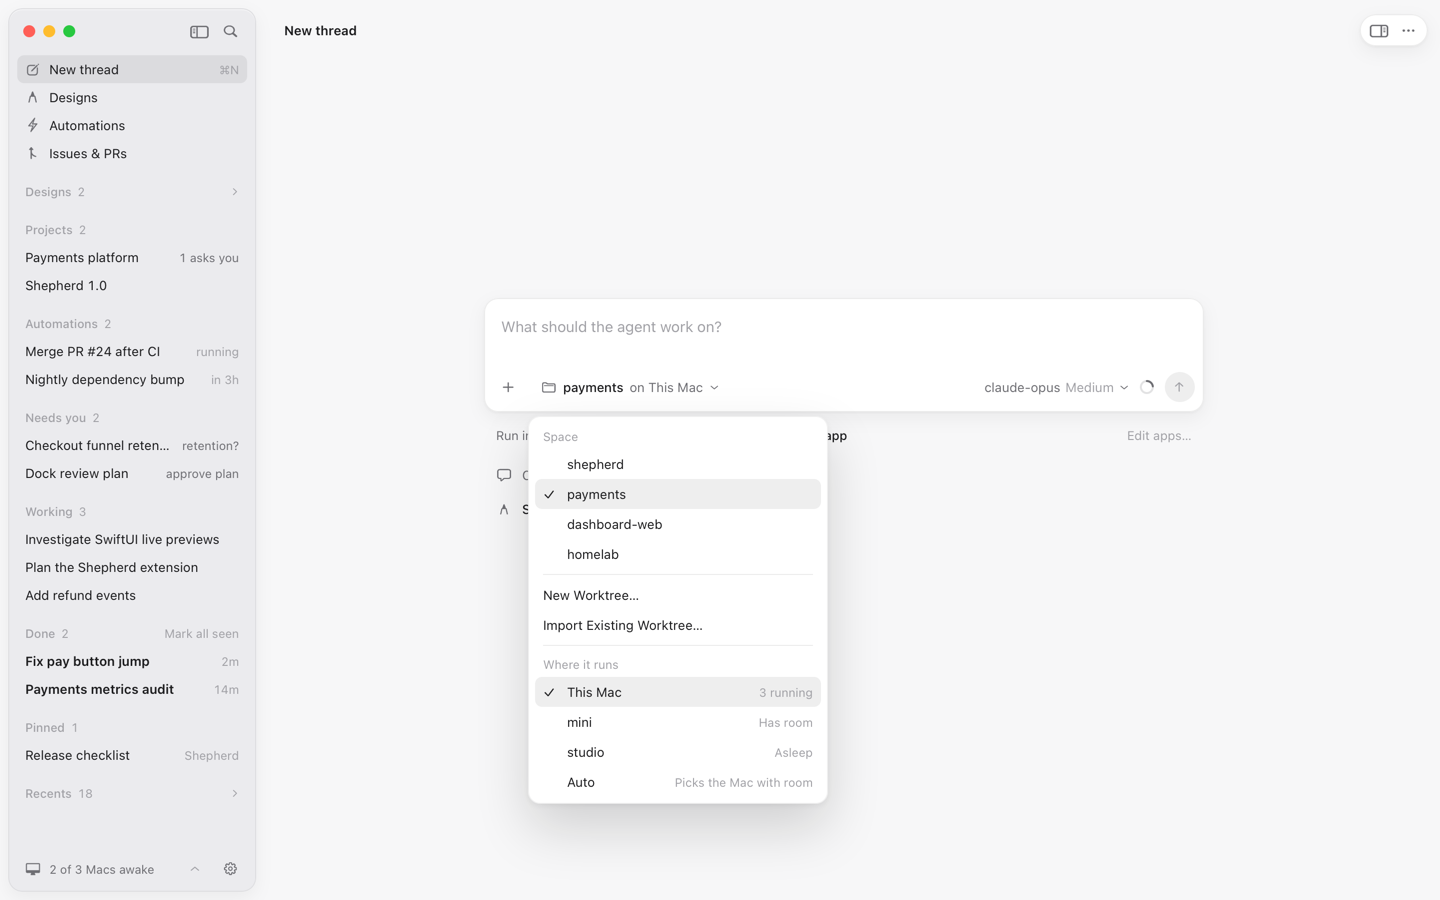 New thread
New thread ⌘N
Designs
Automations
Issues & PRs
Designs 2
Projects 2
Payments platform 1 asks you
Shepherd 1.0
Automations 2
Merge PR #24 after CI running
Nightly dependency bump in 3h
Needs you 2
Checkout funnel reten... retention?
Dock review plan approve plan
Working 3
Investigate SwiftUI live previews
Plan the Shepherd extension
Add refund events
Done 2 Mark all seen
Fix pay button jump 2m
Payments metrics audit 14m
Pinned 1
Release checklist Shepherd
Recents 18
2 of 3 Macs awake
What should the agent work on?
payments on This Mac claude-opus Medium
Run app Edit apps...
Space
shepherd
payments
dashboard-web
homelab
New Worktree...
Import Existing Worktree...
Where it runs
This Mac 3 running
mini Has room
studio Asleep
Auto Picks the Mac with room